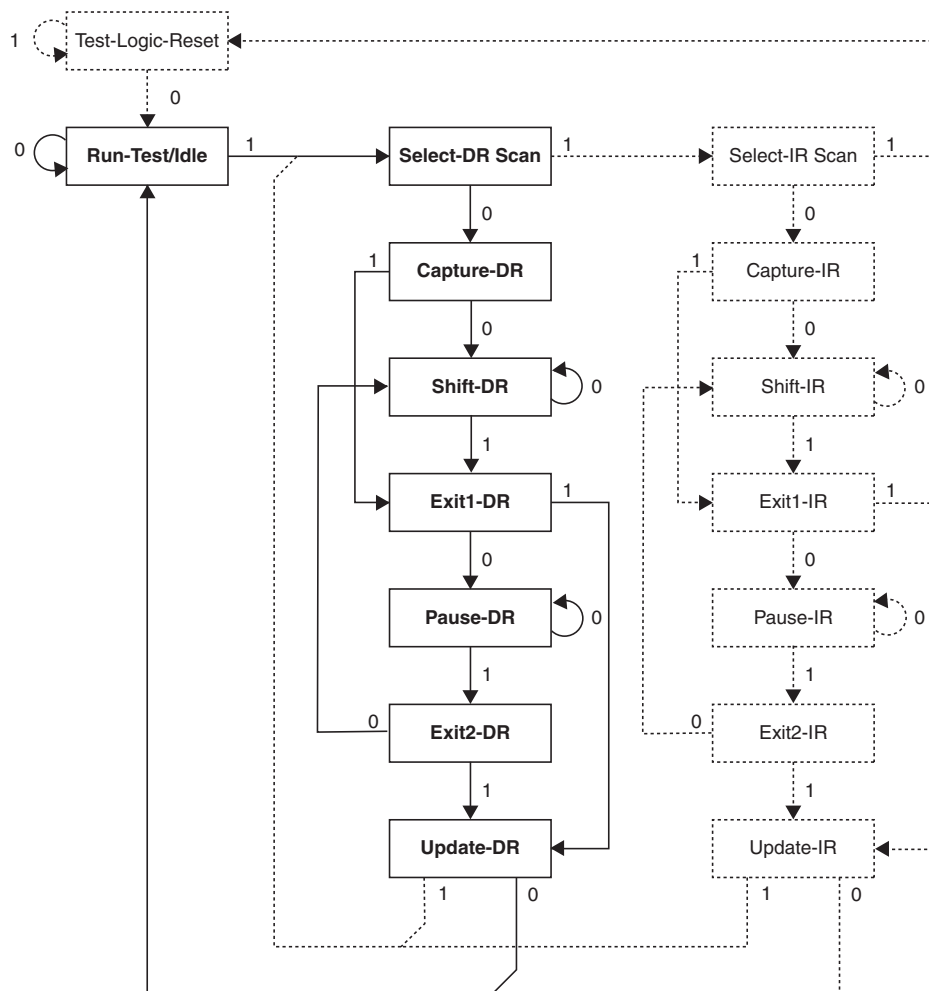 1
Test-Logic-Reset
0
0
Run-Test/Idle
1
Select-DR Scan
1
Select-IR Scan
1
0
0
1
Capture-DR
1
Capture-IR
0
0
Shift-DR
0
Shift-IR
0
1
1
Exit1-DR
1
Exit1-IR
1
0
0
Pause-DR
0
Pause-IR
0
1
1
0
Exit2-DR
0
Exit2-IR
1
1
Update-DR
Update-IR
1
0
1
0